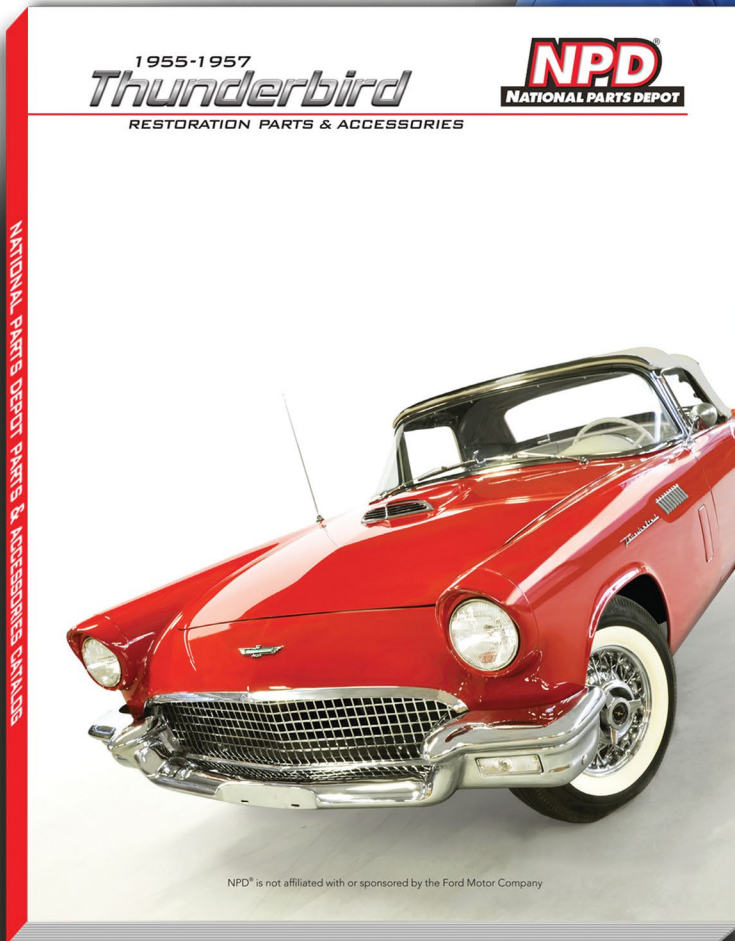 1955-1957
Thunderbird
RESTORATION PARTS & ACCESSORIES
NPD®
NATIONAL PARTS DEPOT
NATIONAL PARTS DEPOT PARTS & ACCESSORIES CATALOG
Thunderbird
NPD® is not affiliated with or sponsored by the Ford Motor Company